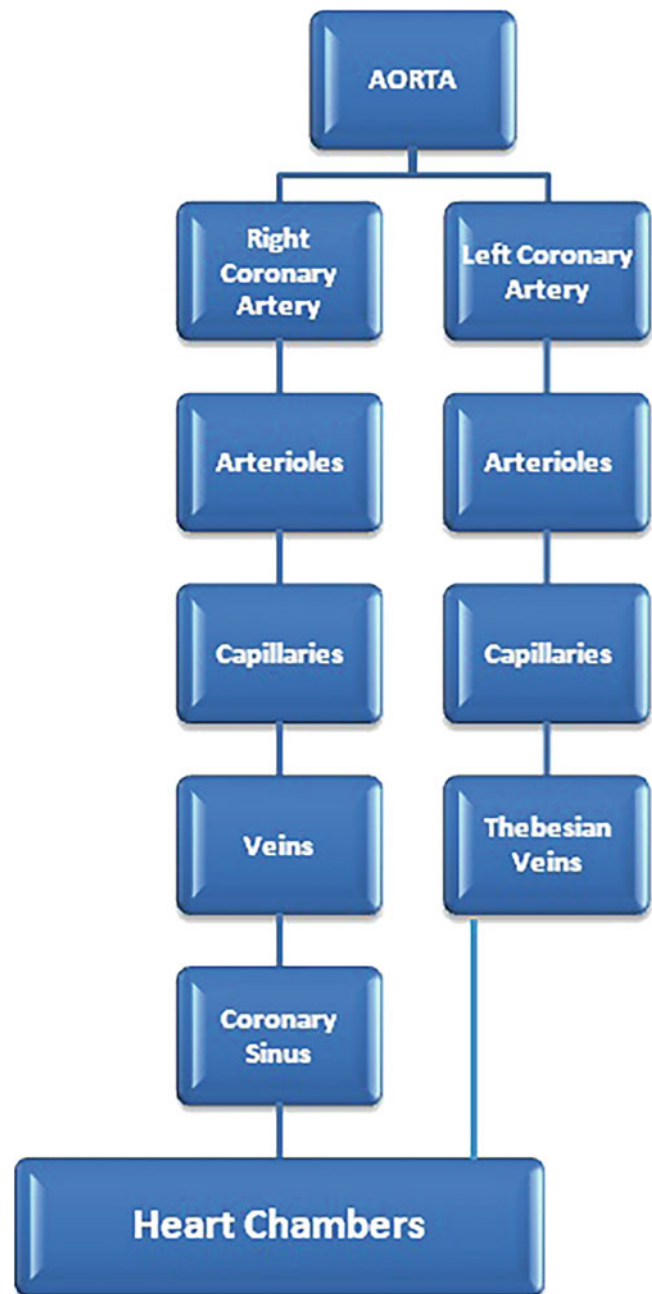 AORTA
Right
Coronary
Artery
Left Coronary
Artery
Arterioles
Arterioles
Capillaries
Capillaries
Veins
Thebesian
Veins
Coronary
Sinus
Heart Chambers